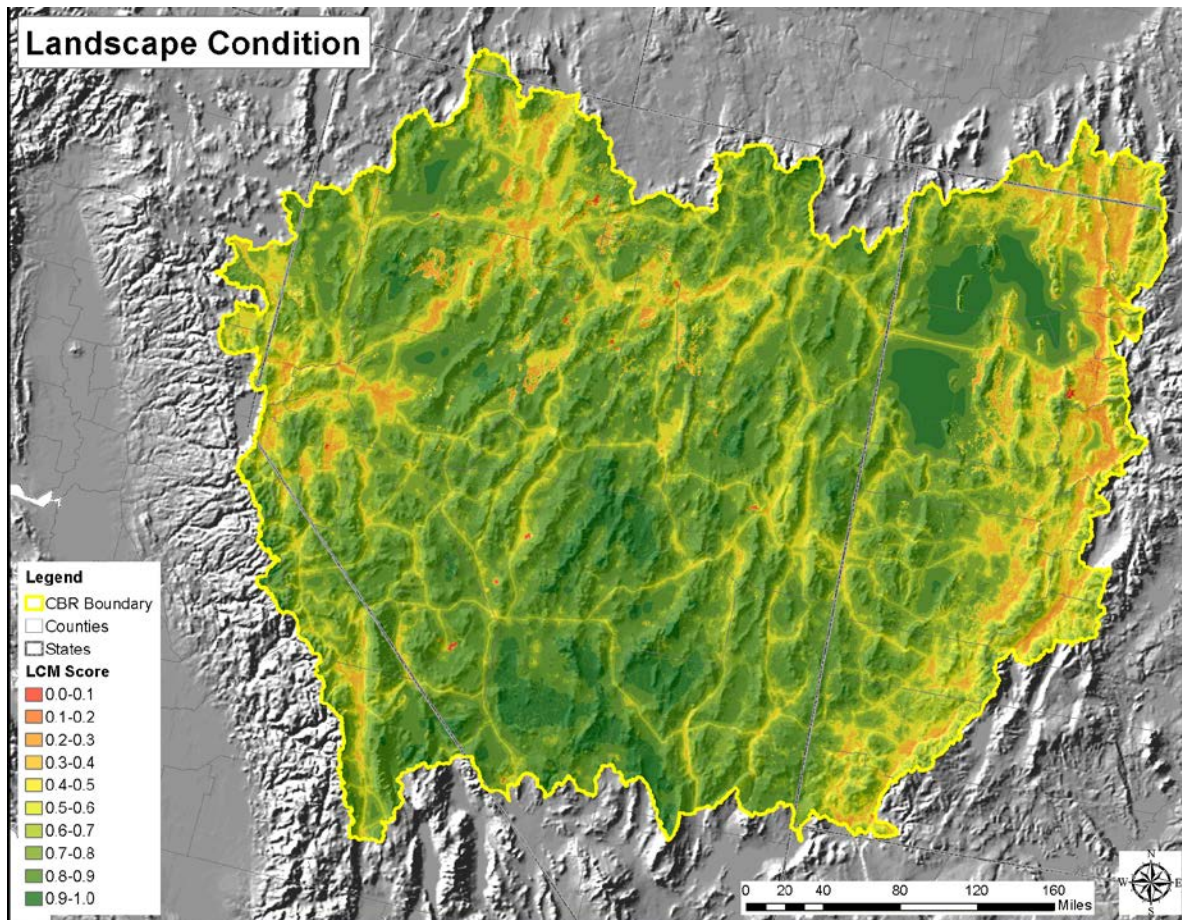 Landscape Condition
Legend
CBR Boundary
Counties
States
LCM Score
0.0-0.1
0.1-0.2
0.2-0.3
0.3-0.4
0.4-0.5
0.5-0.6
0.6-0.7
0.7-0.8
0.8-0.9
0.9-1.0
N
W E
S
0 20 40 80 120 160
Miles